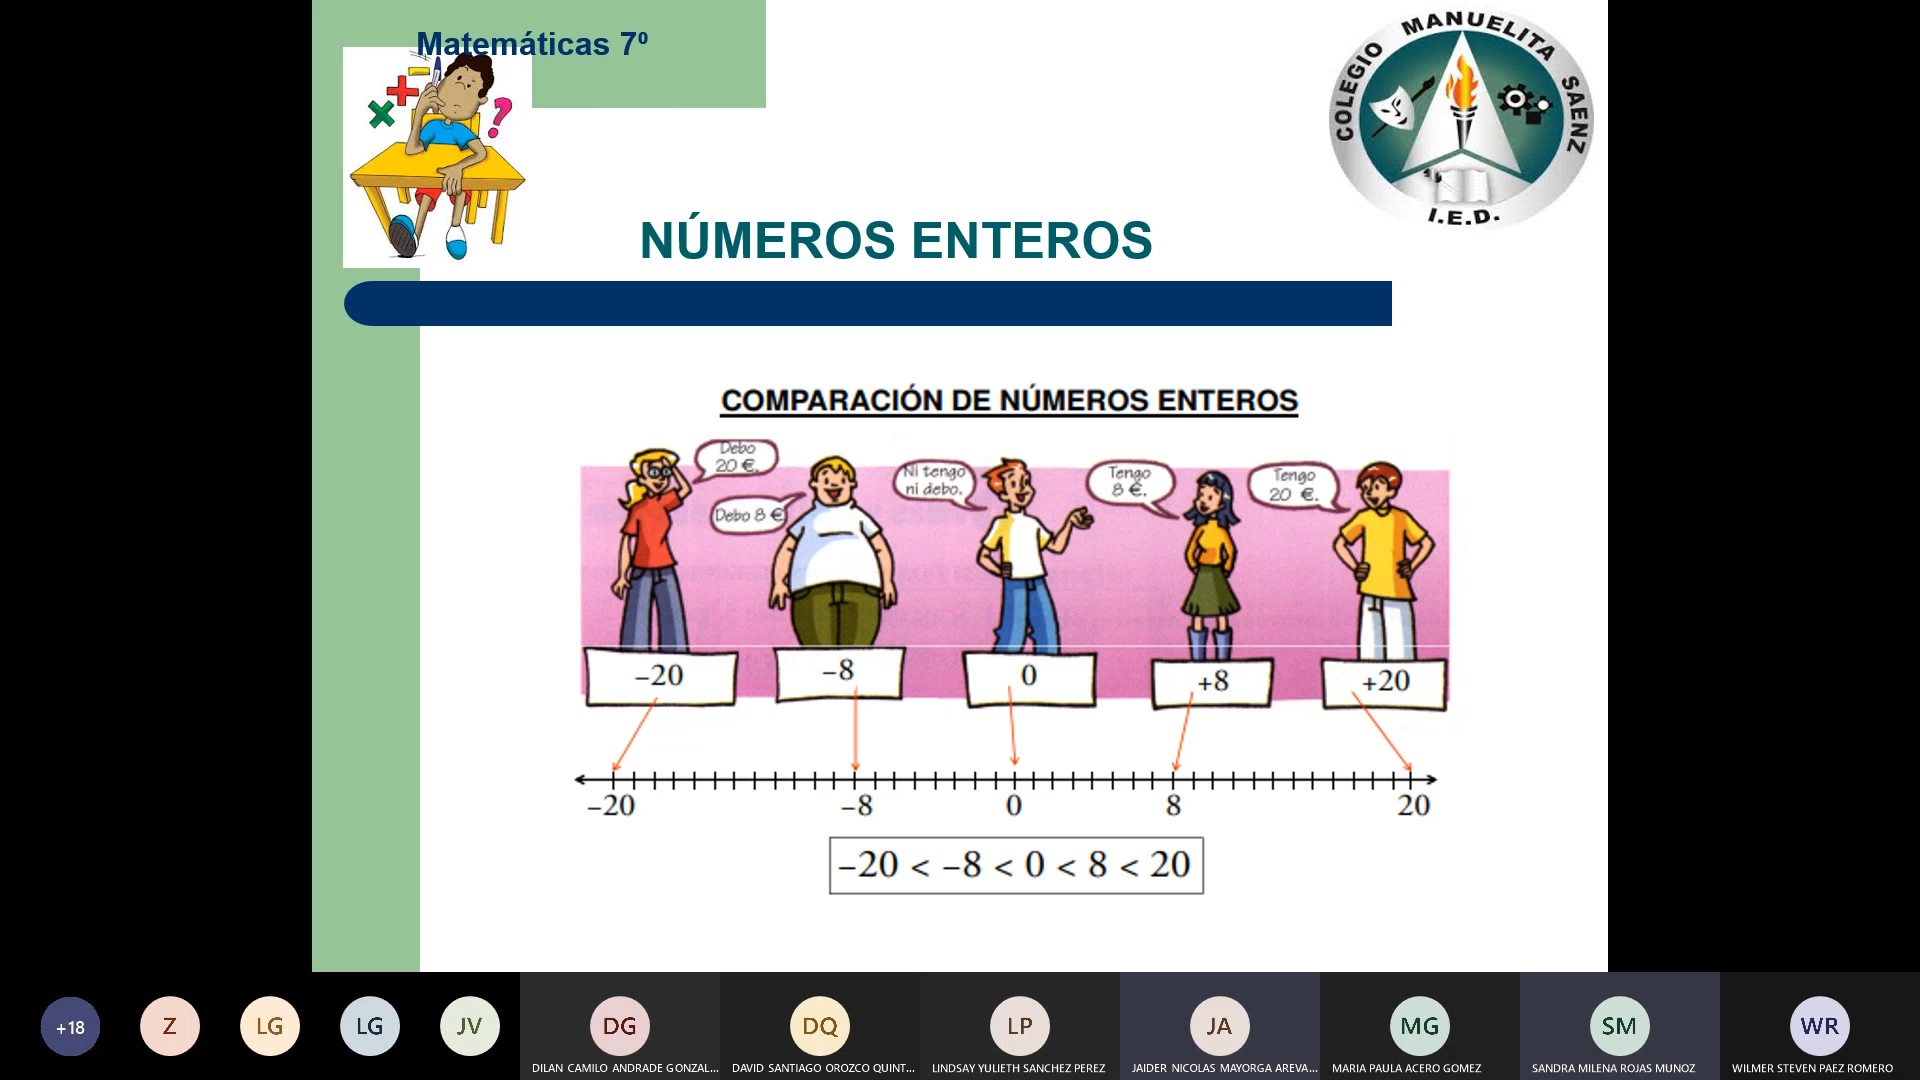 Matemáticas 7º
COLEGIO MANUELITA SAENZ
I.E.D.
NÚMEROS ENTEROS
COMPARACIÓN DE NÚMEROS ENTEROS
Debo
20 €.
Debo 8 €
Ni tengo
ni debo.
Tengo
8 €.
Tengo
20 €.
−20 −8 0 +8 +20
−20 −8 0 8 20
−20 < −8 < 0 < 8 < 20
+18 Z LG LG JV DG DQ LP JA MG SM WR
DILAN CAMILO ANDRADE GONZAL... DAVID SANTIAGO OROZCO QUINT... LINDSAY YULIETH SANCHEZ PEREZ JAIDER NICOLAS MAYORGA AREVA... MARIA PAULA ACERO GOMEZ SANDRA MILENA ROJAS MUNOZ WILMER STEVEN PAEZ ROMERO